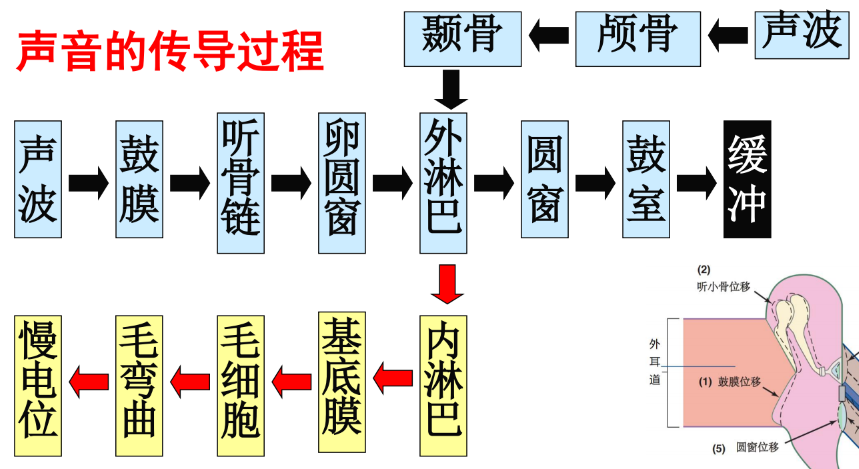 声音的传导过程
颞骨
颅骨
声波
声波
鼓膜
听骨链
卵圆窗
外淋巴
圆窗
鼓室
缓冲
慢电位
毛弯曲
毛细胞
基底膜
内淋巴
(2)
听小骨位移
外耳道
(1) 鼓膜位移
(5) 圆窗位移